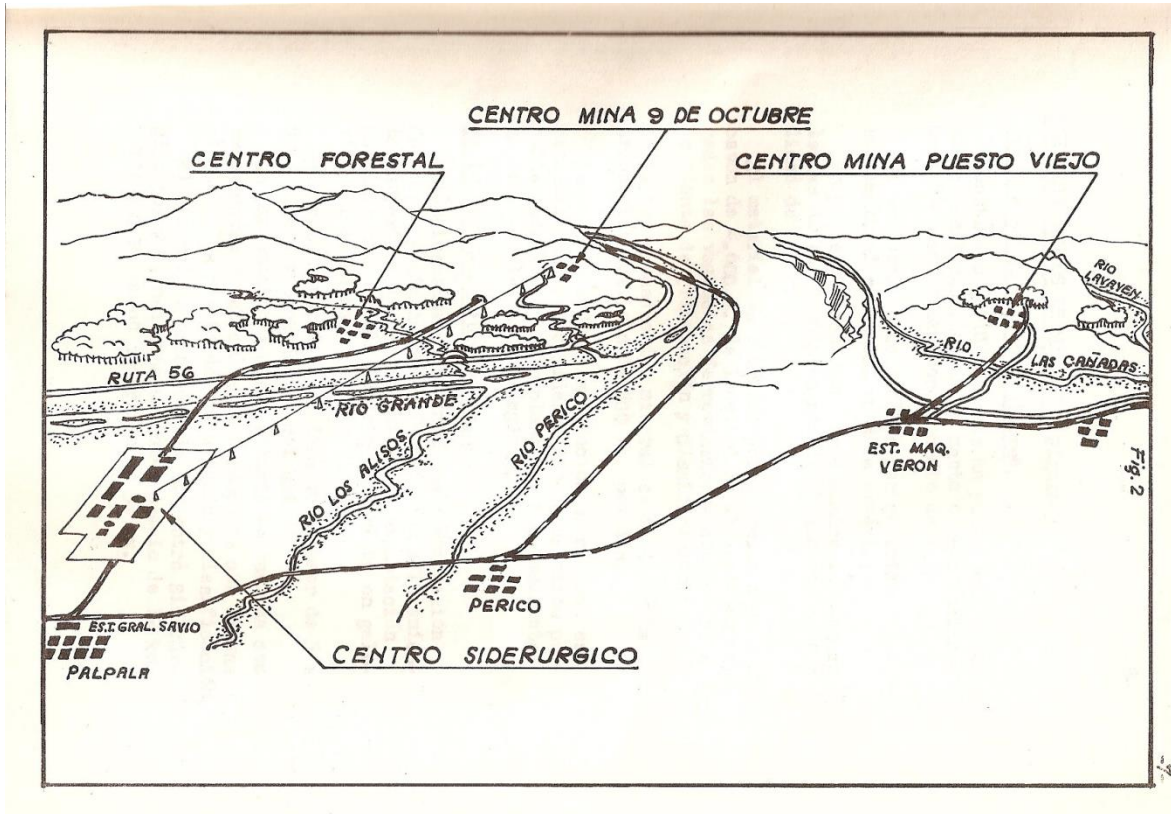 CENTRO MINA 9 DE OCTUBRE
CENTRO FORESTAL
CENTRO MINA PUESTO VIEJO
RIO LAVAYEN
RIO
LAS CAÑADAS
RUTA 56
RIO GRANDE
RIO LOS ALISOS
RIO PERICO
EST. MAQ.
VERON
Fig. 2
PERICO
EST. GRAL. SAVIO
PALPALA
CENTRO SIDERURGICO